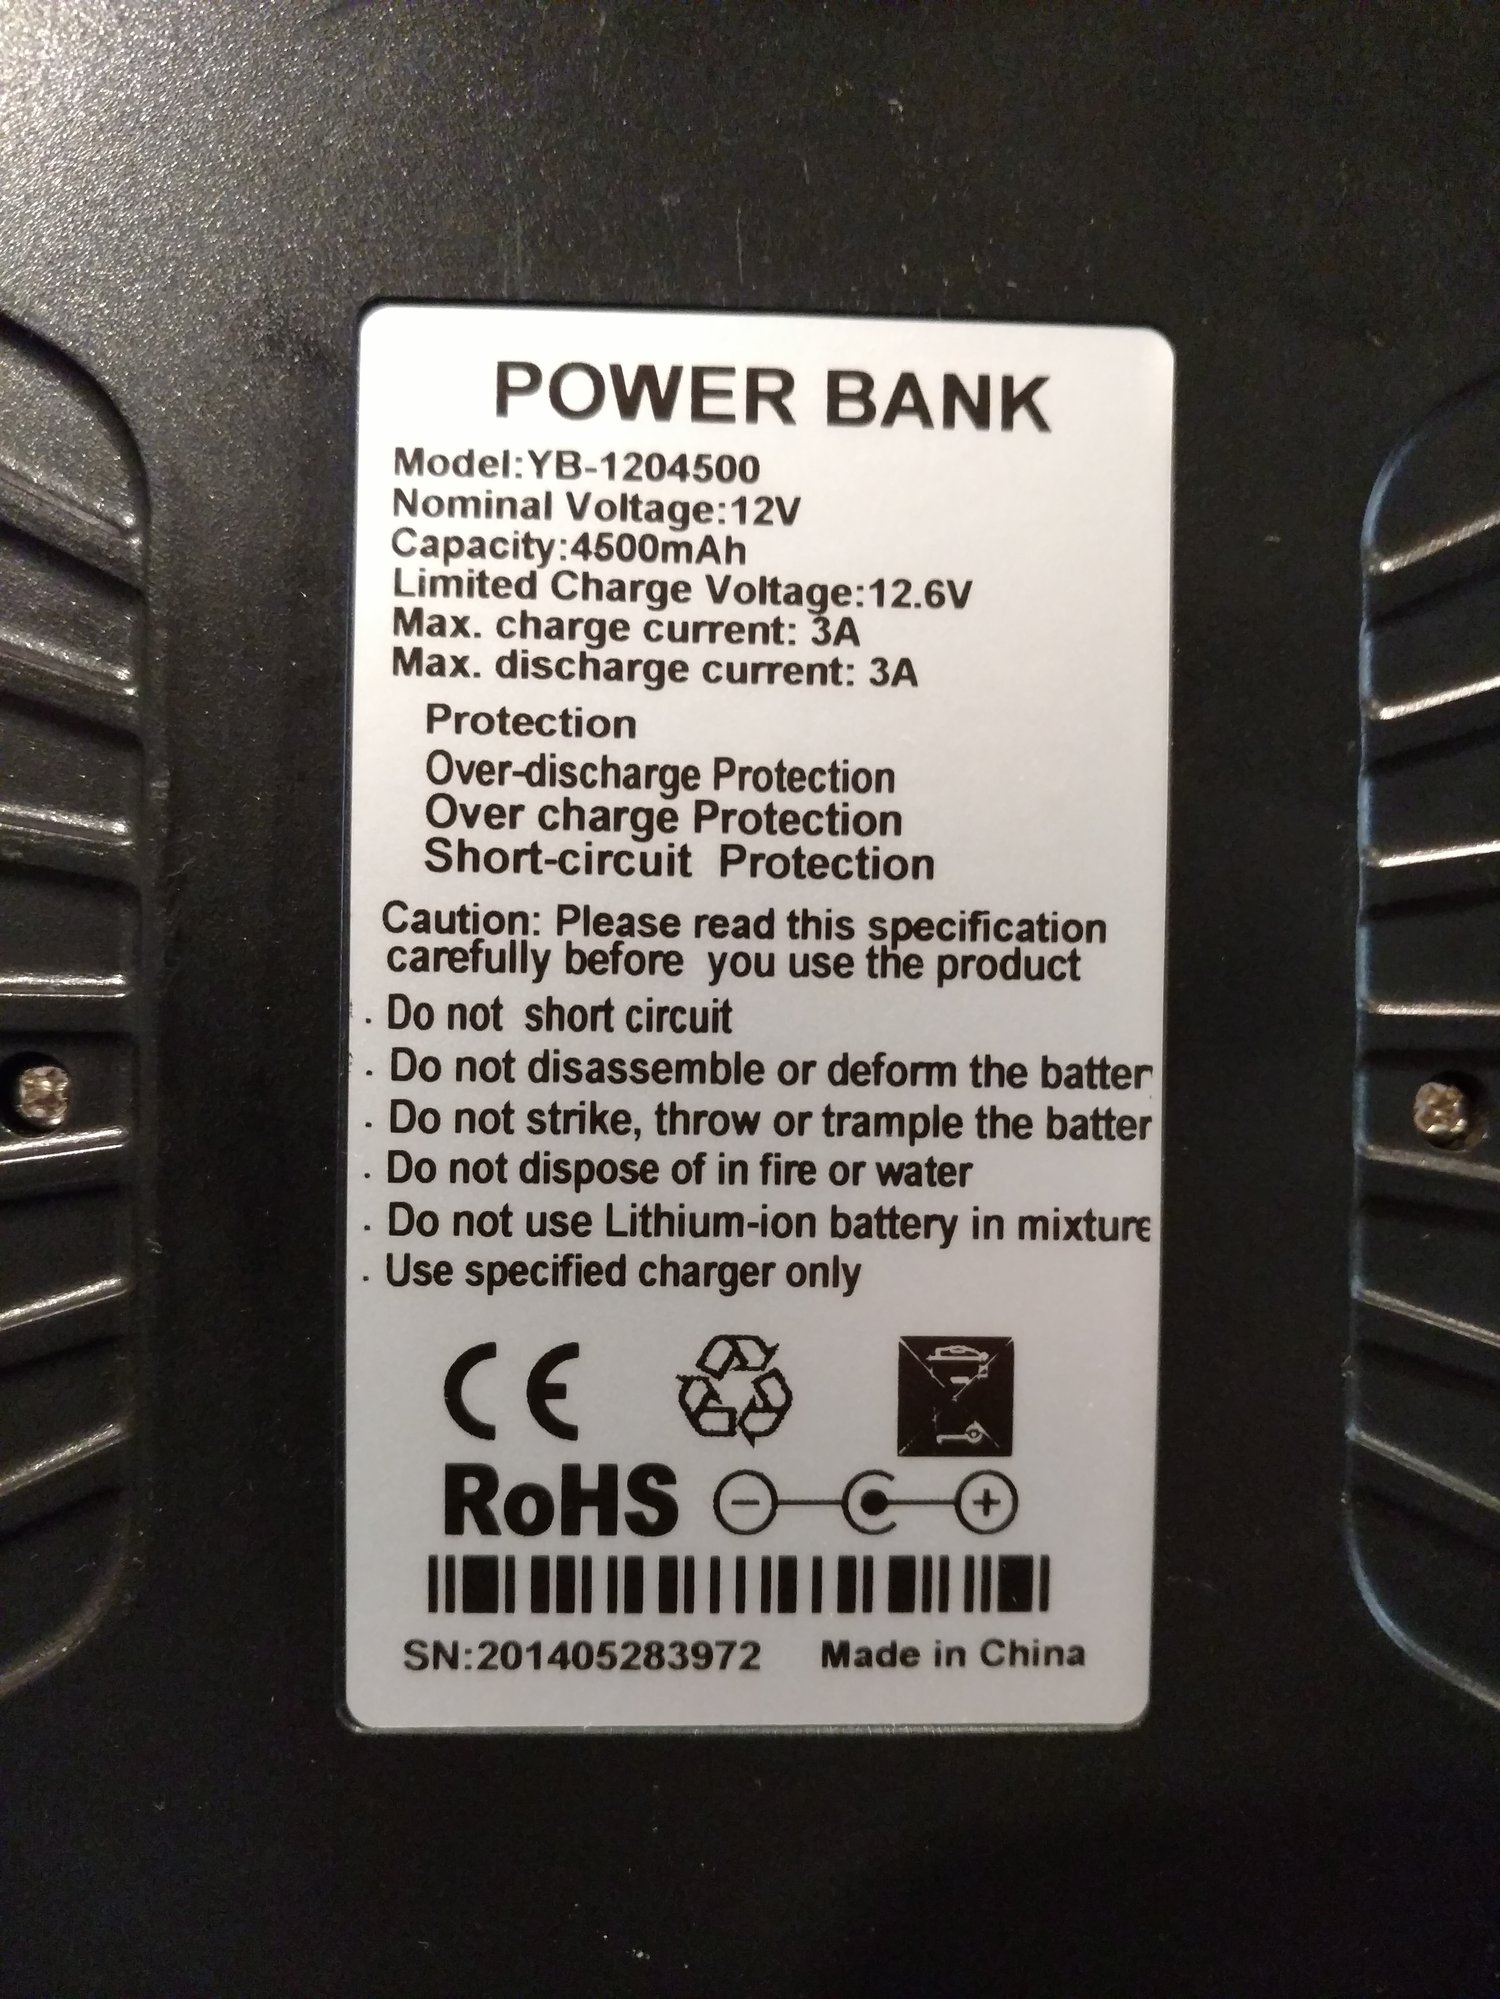 POWER BANK
Model:YB-1204500
Nominal Voltage:12V
Capacity:4500mAh
Limited Charge Voltage:12.6V
Max. charge current: 3A
Max. discharge current: 3A
Protection
Over-discharge Protection
Over charge Protection
Short-circuit Protection
Caution: Please read this specification
carefully before you use the product
. Do not short circuit
. Do not disassemble or deform the batter
. Do not strike, throw or trample the batter
. Do not dispose of in fire or water
. Do not use Lithium-ion battery in mixture
. Use specified charger only
CE
RoHS
SN:201405283972 Made in China